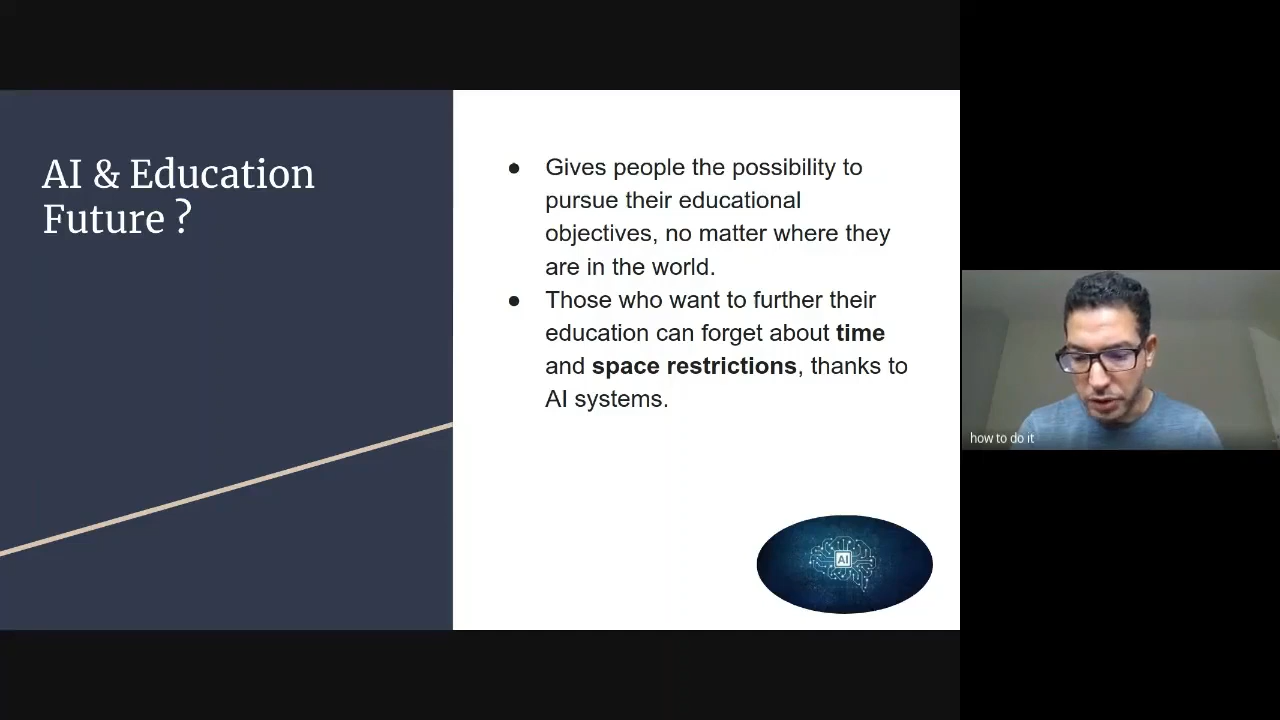 AI & Education
Future ?
● Gives people the possibility to
pursue their educational
objectives, no matter where they
are in the world.
● Those who want to further their
education can forget about time
and space restrictions, thanks to
AI systems.
AI
how to do it